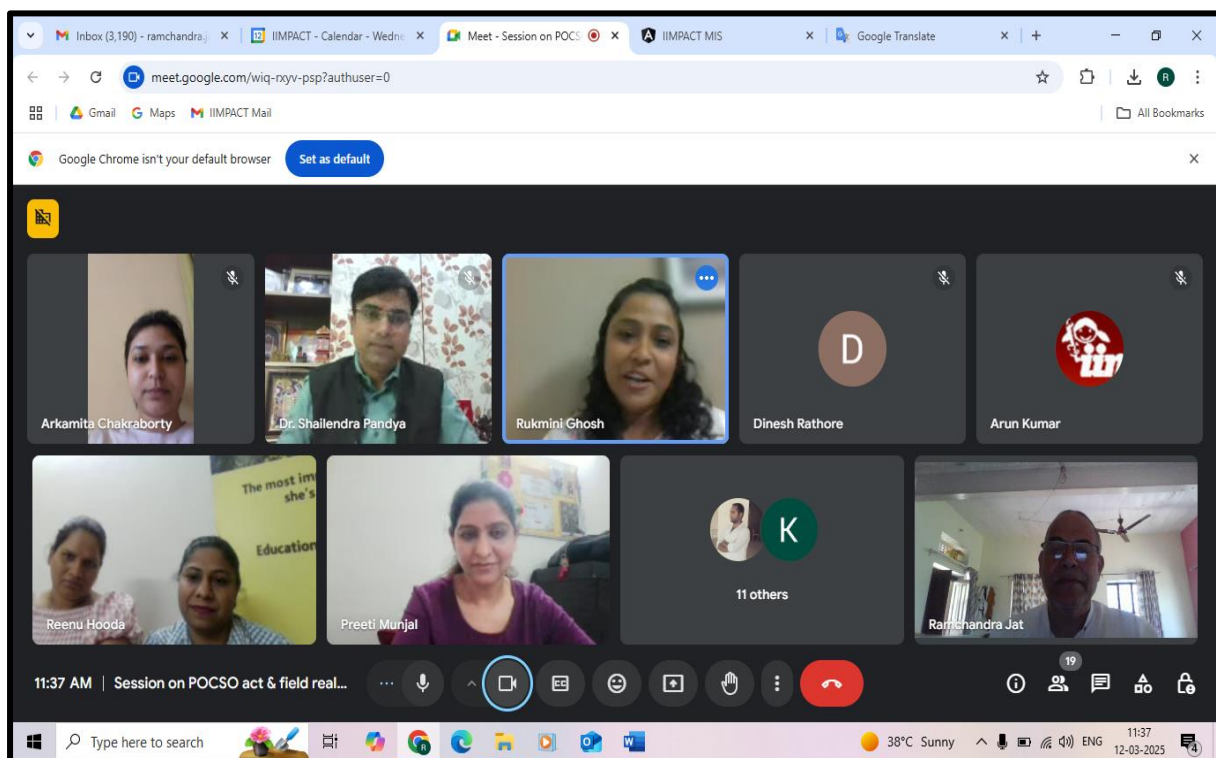 Inbox (3,190) - ramchandra.j
IIMPACT - Calendar - Wedne
Meet - Session on POCS
IIMPACT MIS
Google Translate
meet.google.com/wiq-rxyv-psp?authuser=0
R
Gmail
Maps
IIMPACT Mail
All Bookmarks
Google Chrome isn't your default browser
Set as default
D
iim
Arkamita Chakraborty
Dr. Shailendra Pandya
Rukmini Ghosh
Dinesh Rathore
Arun Kumar
The most im
she's
Education
K
11 others
Reenu Hooda
Preeti Munjal
Ramchandra Jat
11:37 AM | Session on POCSO act & field real...
CC
19
Type here to search
38°C Sunny
ENG
11:37
12-03-2025
4